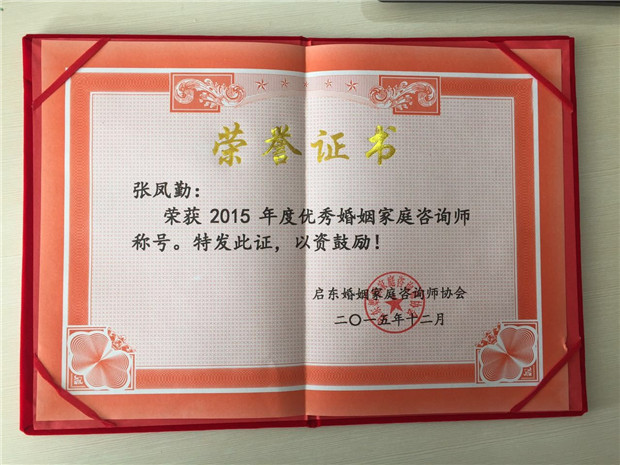 荣誉证书
张凤勤：
荣获 2015 年度优秀婚姻家庭咨询师
称号。特发此证，以资鼓励！
启东婚姻家庭咨询师协会
二〇一五年十二月